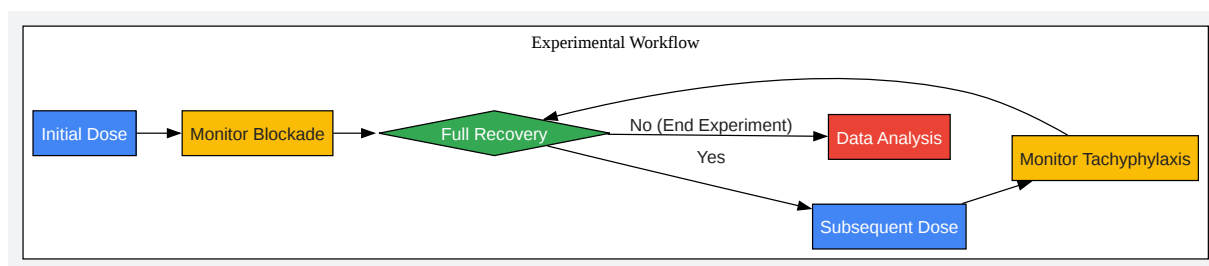 Experimental Workflow
Initial Dose
Monitor Blockade
Full Recovery
No (End Experiment)
Data Analysis
Yes
Subsequent Dose
Monitor Tachyphylaxis